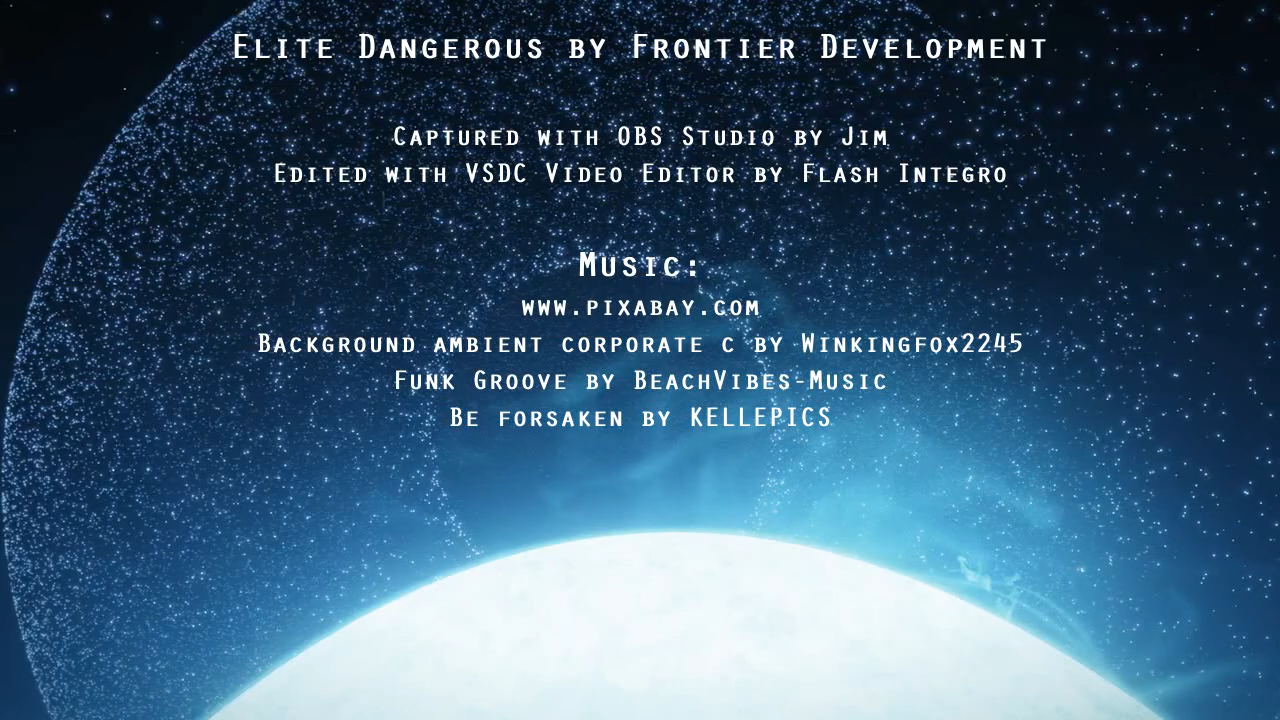 Elite Dangerous by Frontier Development
Captured with OBS Studio by Jim
Edited with VSDC Video Editor by Flash Integro
Music:
www.pixabay.com
Background ambient corporate c by Winkingfox2245
Funk Groove by BeachVibes-Music
Be forsaken by KELLEPICS